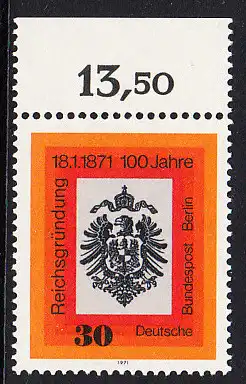 13,50
18.1.1871 100 Jahre
Reichsgründung
Deutsche
Bundespost Berlin
30
1971